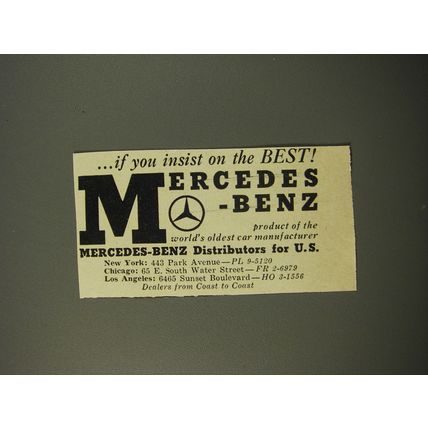 ...if you insist on the BEST!
MERCEDES
-BENZ
product of the
world's oldest car manufacturer
MERCEDES-BENZ Distributors for U.S.
New York: 443 Park Avenue—PL 9-5120
Chicago: 65 E. South Water Street—FR 2-6979
Los Angeles: 6465 Sunset Boulevard—HO 3-1556
Dealers from Coast to Coast